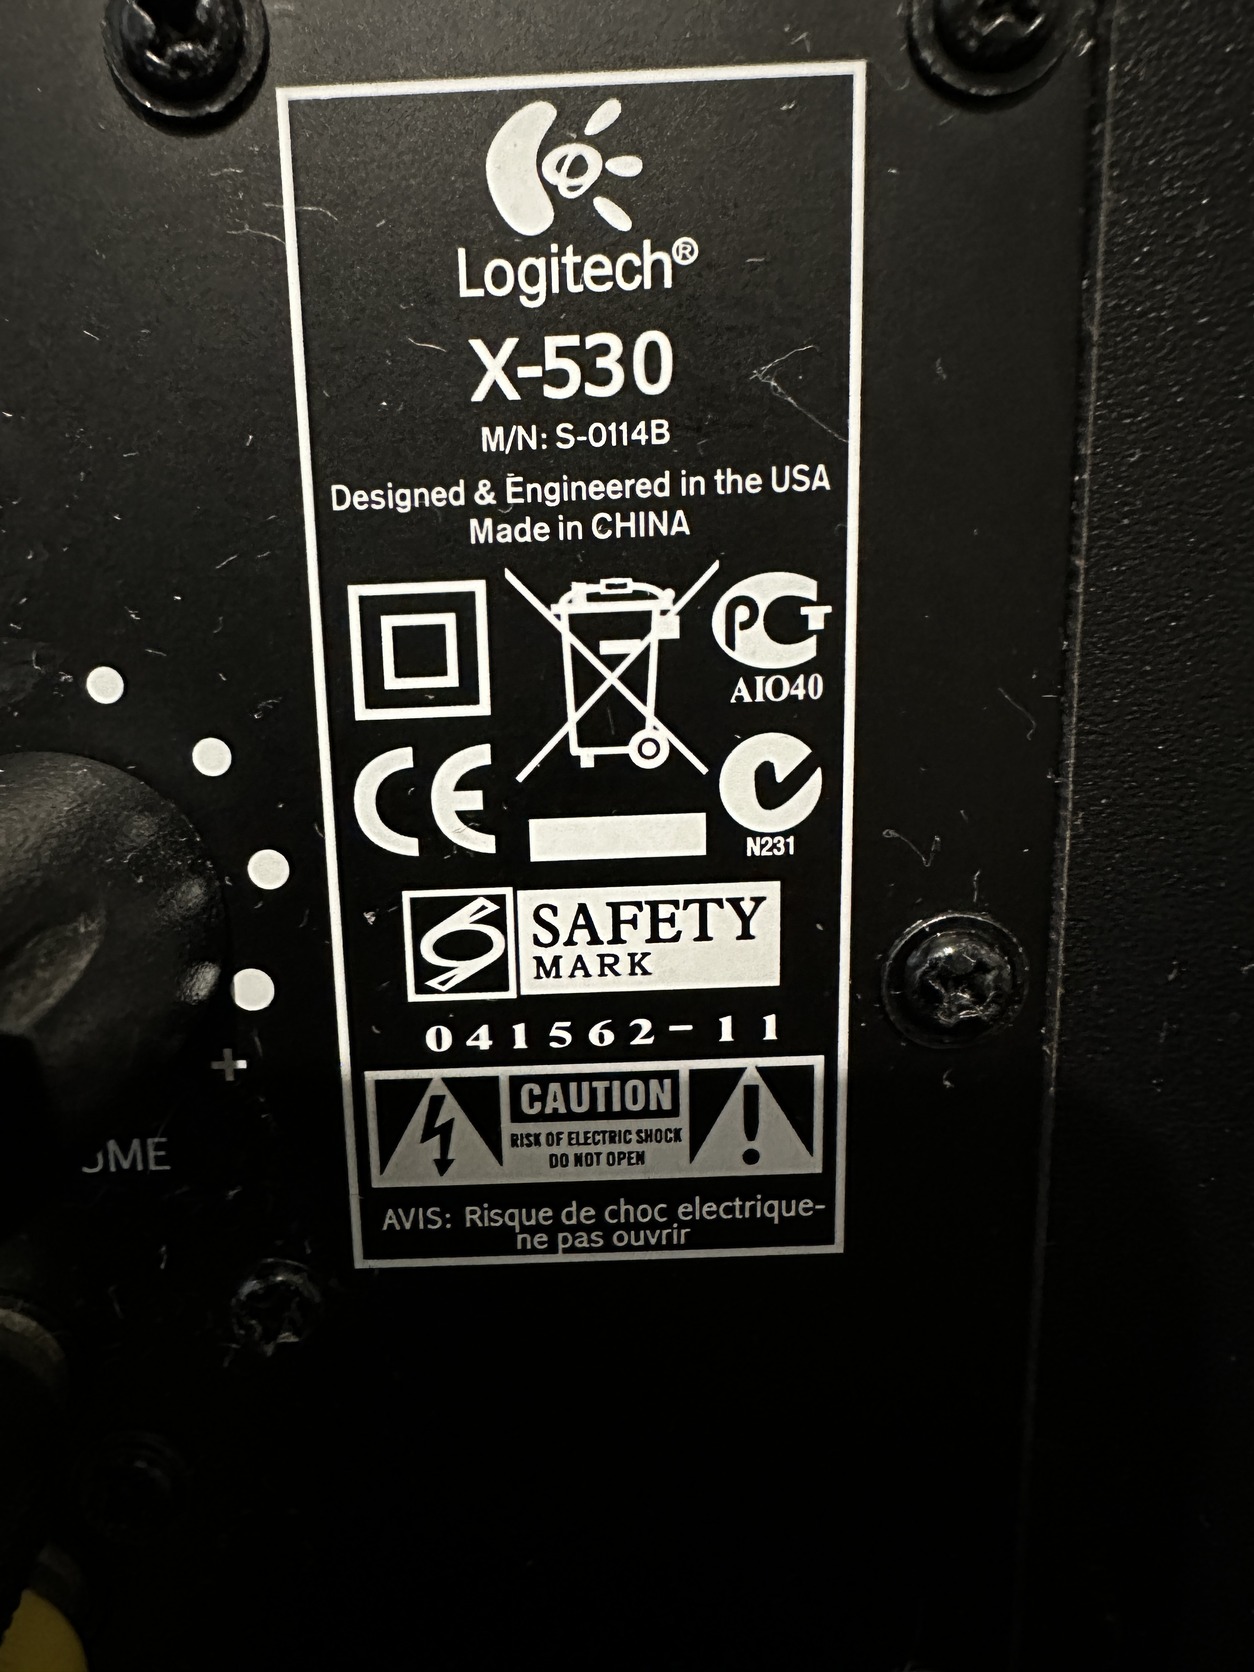 Logitech®
X-530
M/N: S-0114B
Designed & Engineered in the USA
Made in CHINA
PCT
AIO40
CE
N231
S SAFETY
MARK
041562-11
CAUTION
RISK OF ELECTRIC SHOCK
DO NOT OPEN
AVIS: Risque de choc electrique-
ne pas ouvrir
+
UME